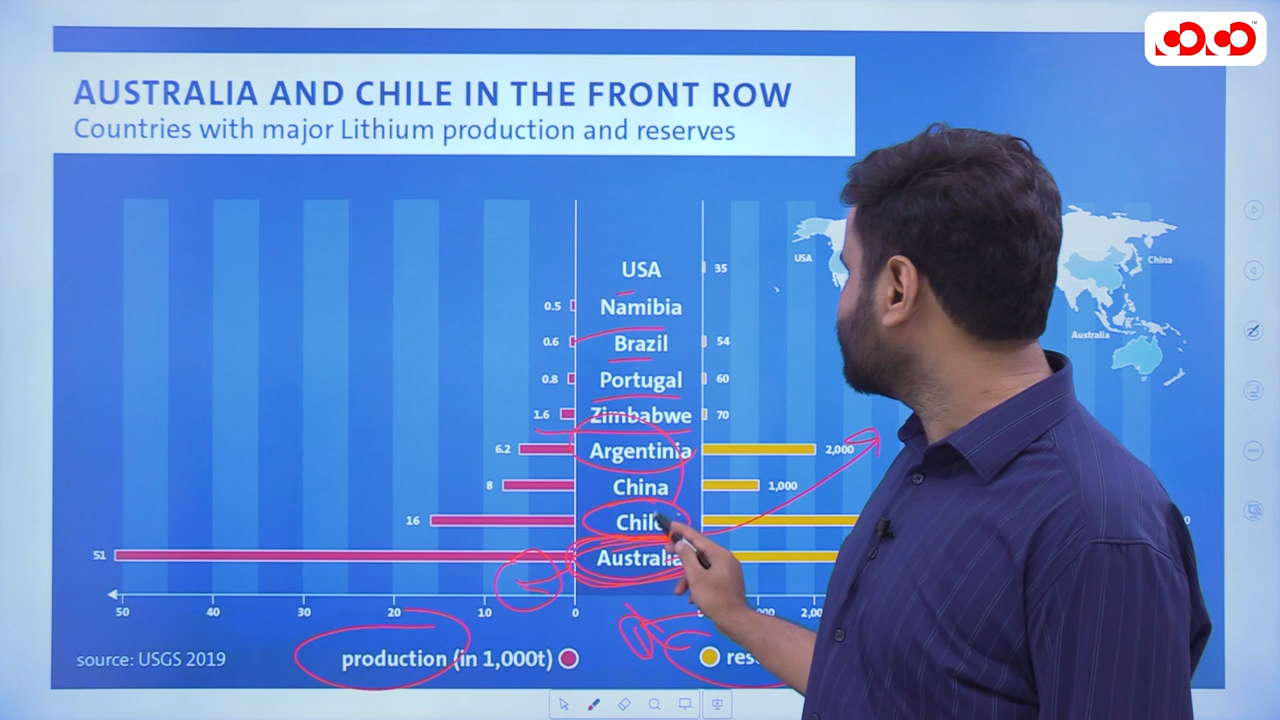 AUSTRALIA AND CHILE IN THE FRONT ROW
Countries with major Lithium production and reserves
USA 35
0.5 Namibia
0.6 Brazil 54
0.8 Portugal 60
1.6 Zimbabwe 70
6.2 Argentinia 2,000
8 China 1,000
16 Chile
51 Australia
50 40 30 20 10 0
source: USGS 2019
production (in 1,000t)
USA
China
Australia